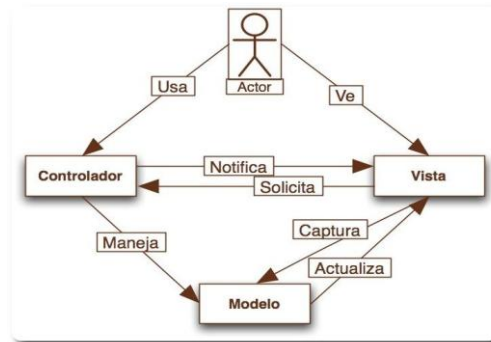 Actor
Usa
Ve
Controlador
Notifica
Vista
Solicita
Captura
Maneja
Actualiza
Modelo